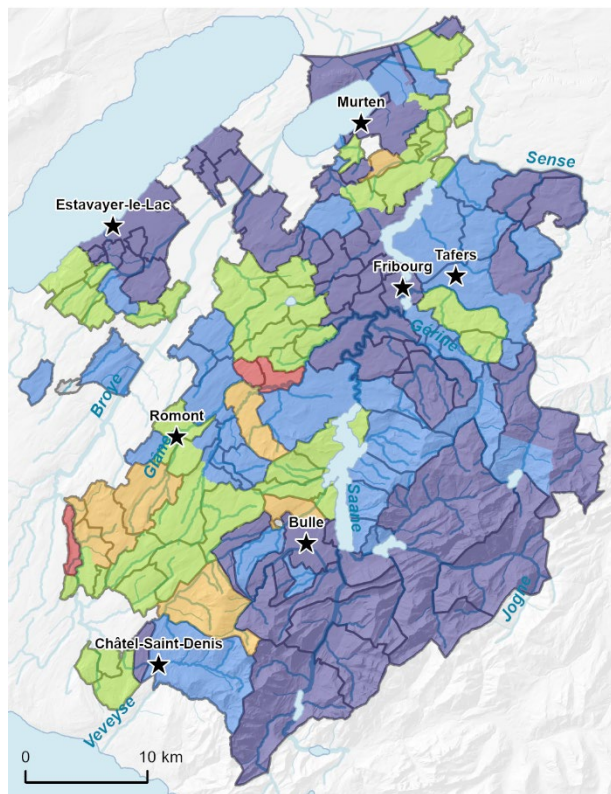 Murten
Sense
Estavayer-le-Lac
Tafers
Fribourg
Gérine
Broye
Romont
Glâne
Saane
Bulle
Jogne
Châtel-Saint-Denis
Veveyse
0 10 km